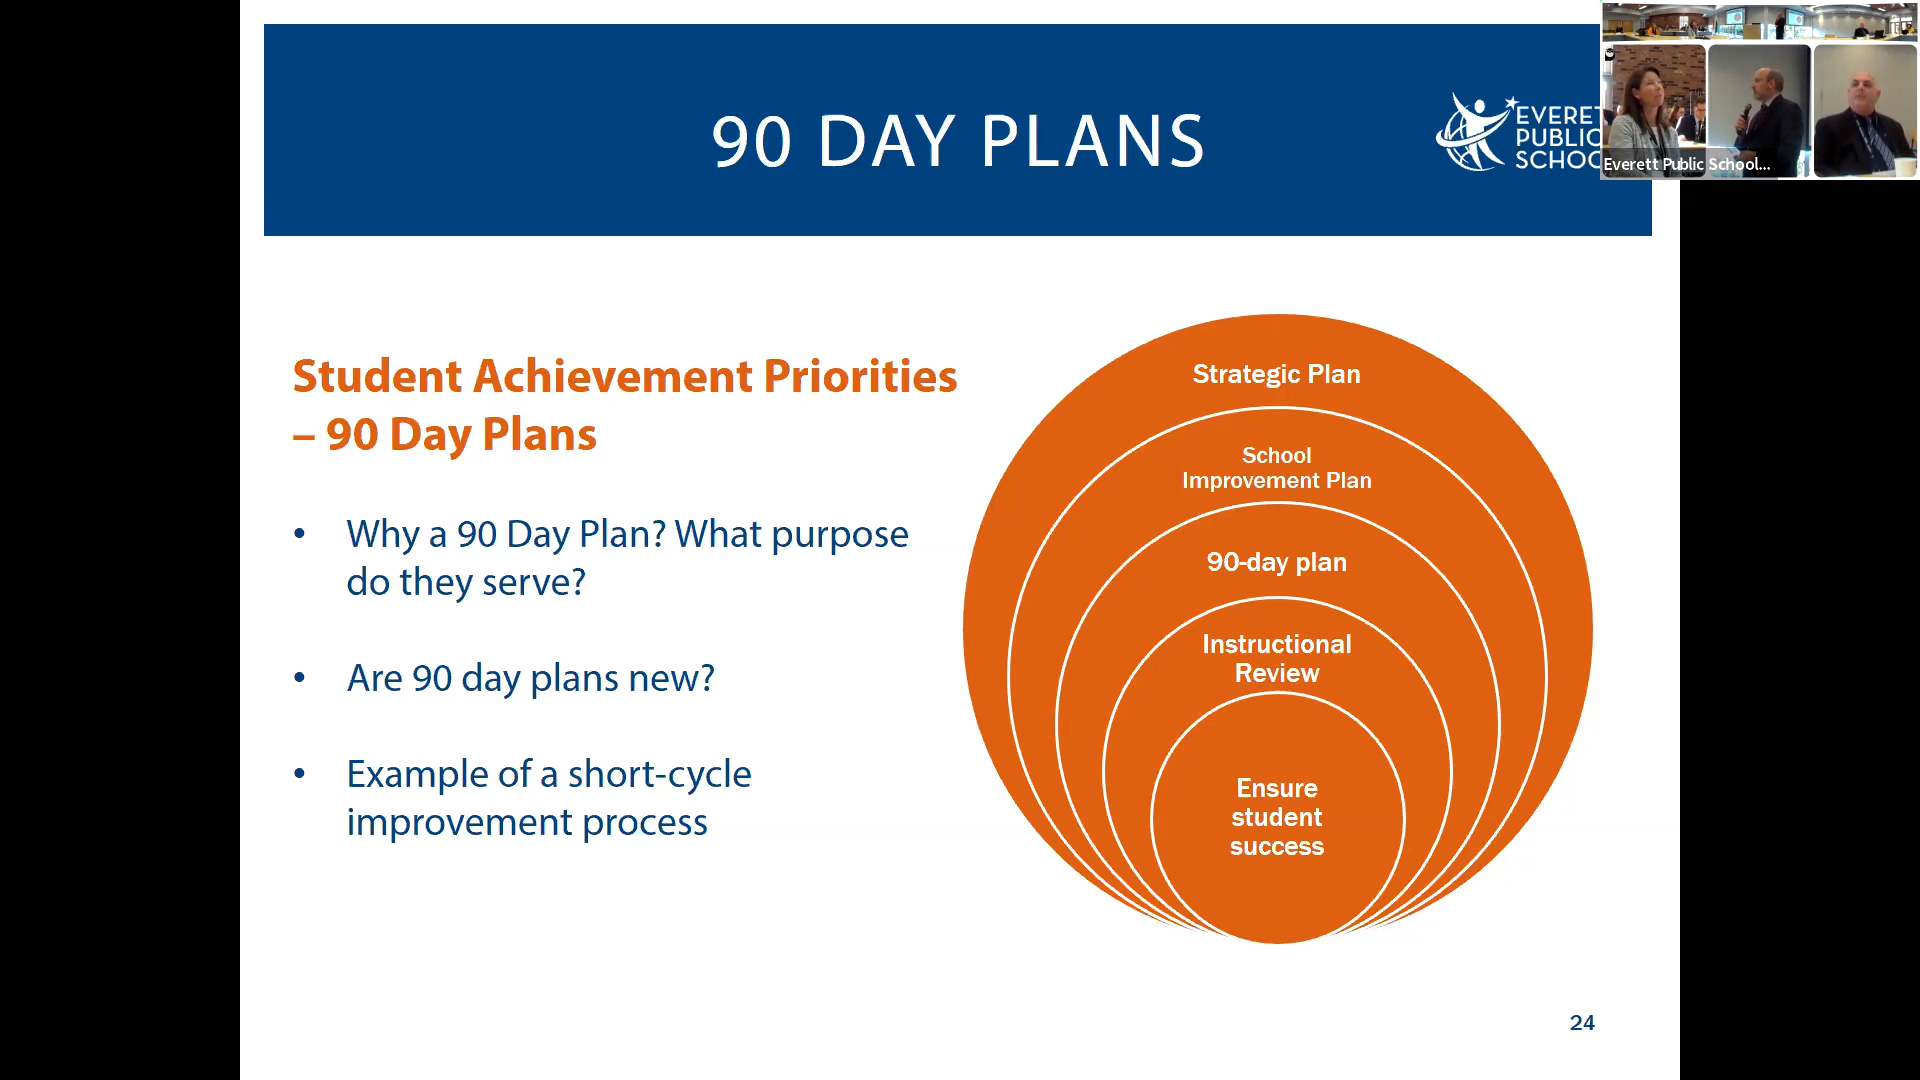 90 DAY PLANS
EVERET
PUBLIC
SCHOO
Everett Public School...
Student Achievement Priorities
– 90 Day Plans
• Why a 90 Day Plan? What purpose
do they serve?
• Are 90 day plans new?
• Example of a short-cycle
improvement process
Strategic Plan
School
Improvement Plan
90-day plan
Instructional
Review
Ensure
student
success
24